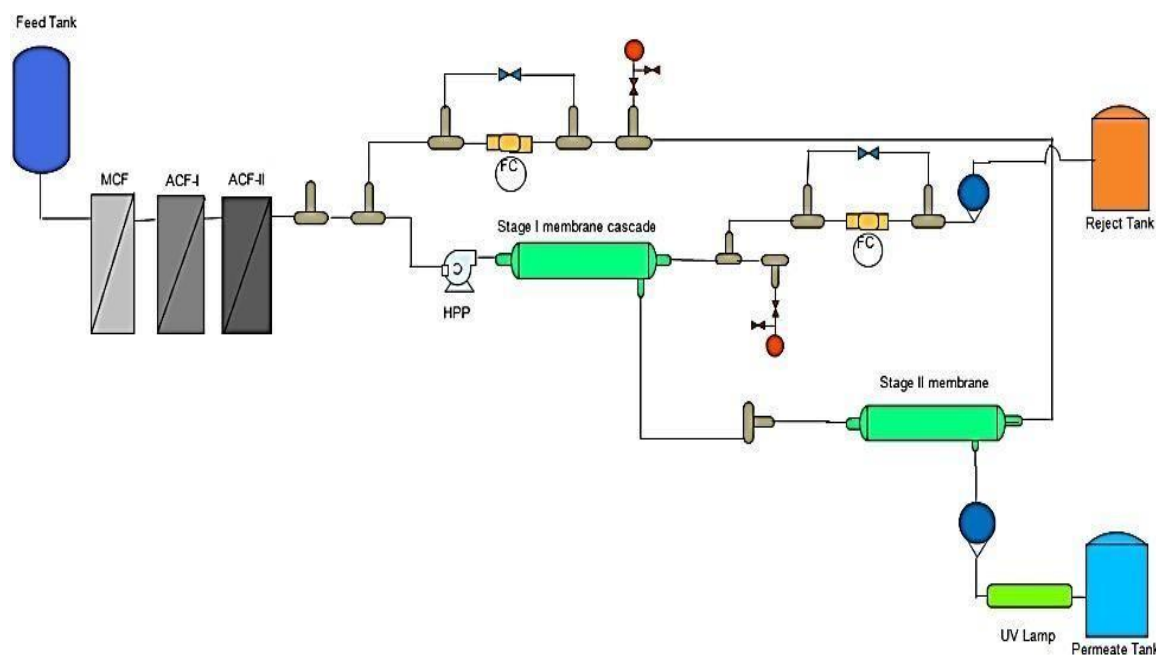 Feed Tank
MCF
ACF-I
ACF-II
FC
Stage I membrane cascade
HPP
FC
Reject Tank
Stage II membrane
UV Lamp
Permeate Tank